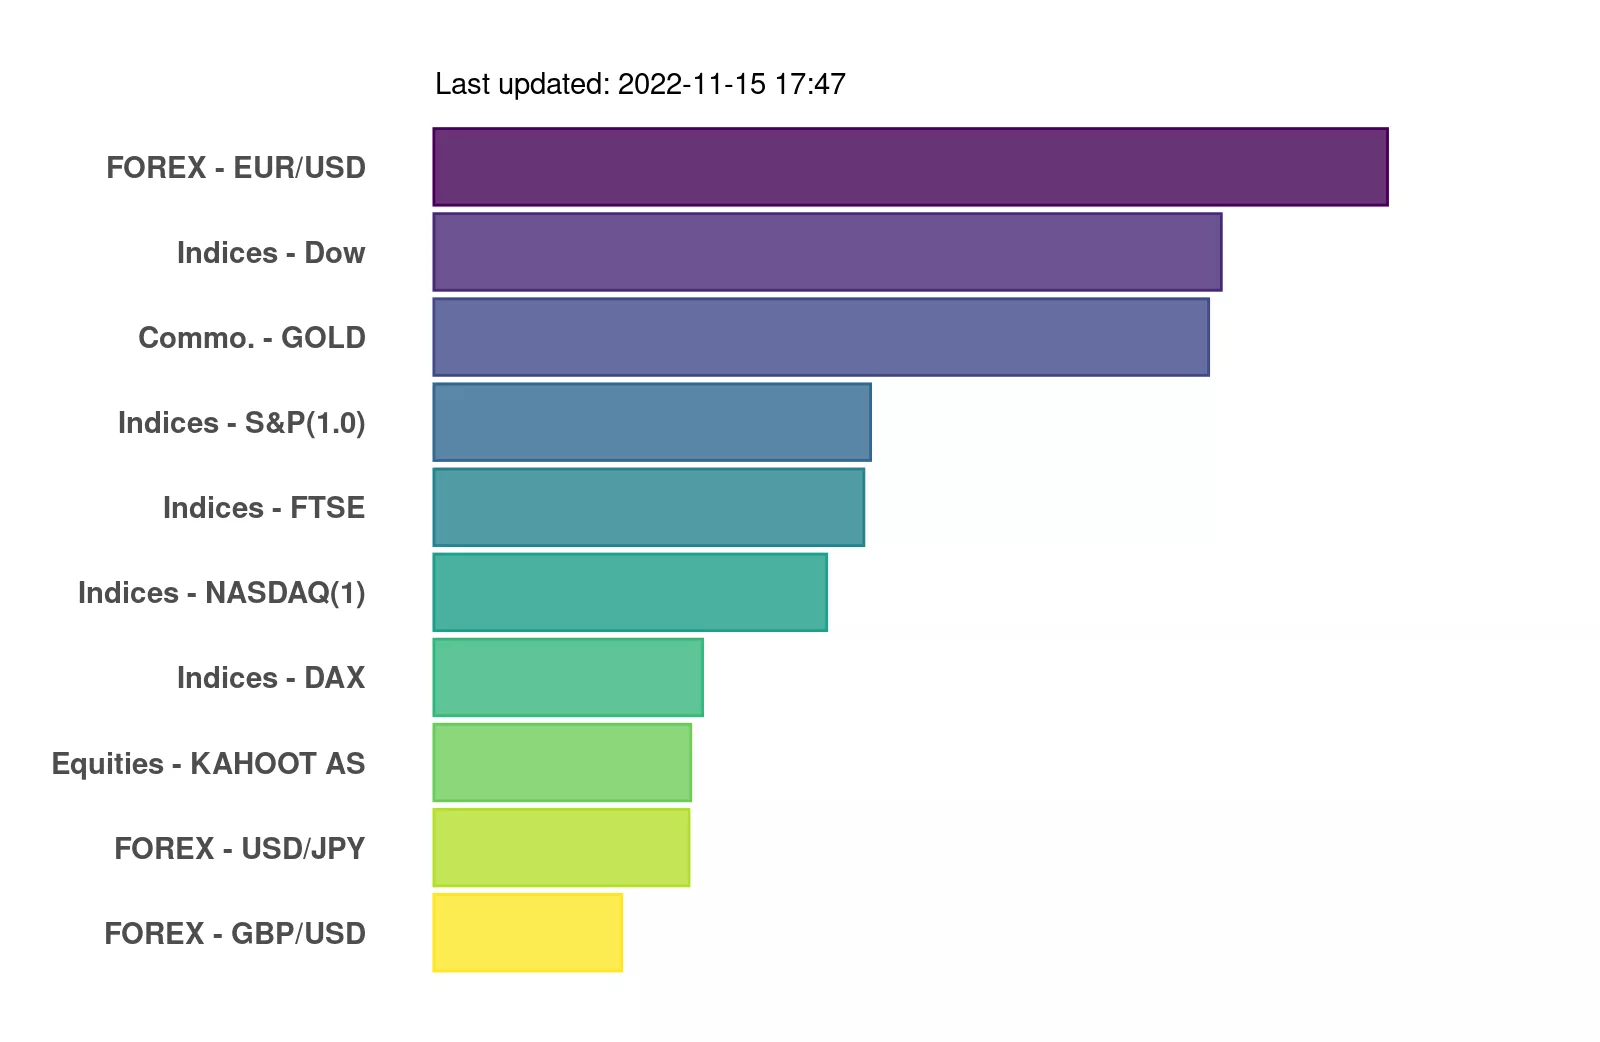 Last updated: 2022-11-15 17:47
FOREX - EUR/USD
Indices - Dow
Commo. - GOLD
Indices - S&P(1.0)
Indices - FTSE
Indices - NASDAQ(1)
Indices - DAX
Equities - KAHOOT AS
FOREX - USD/JPY
FOREX - GBP/USD